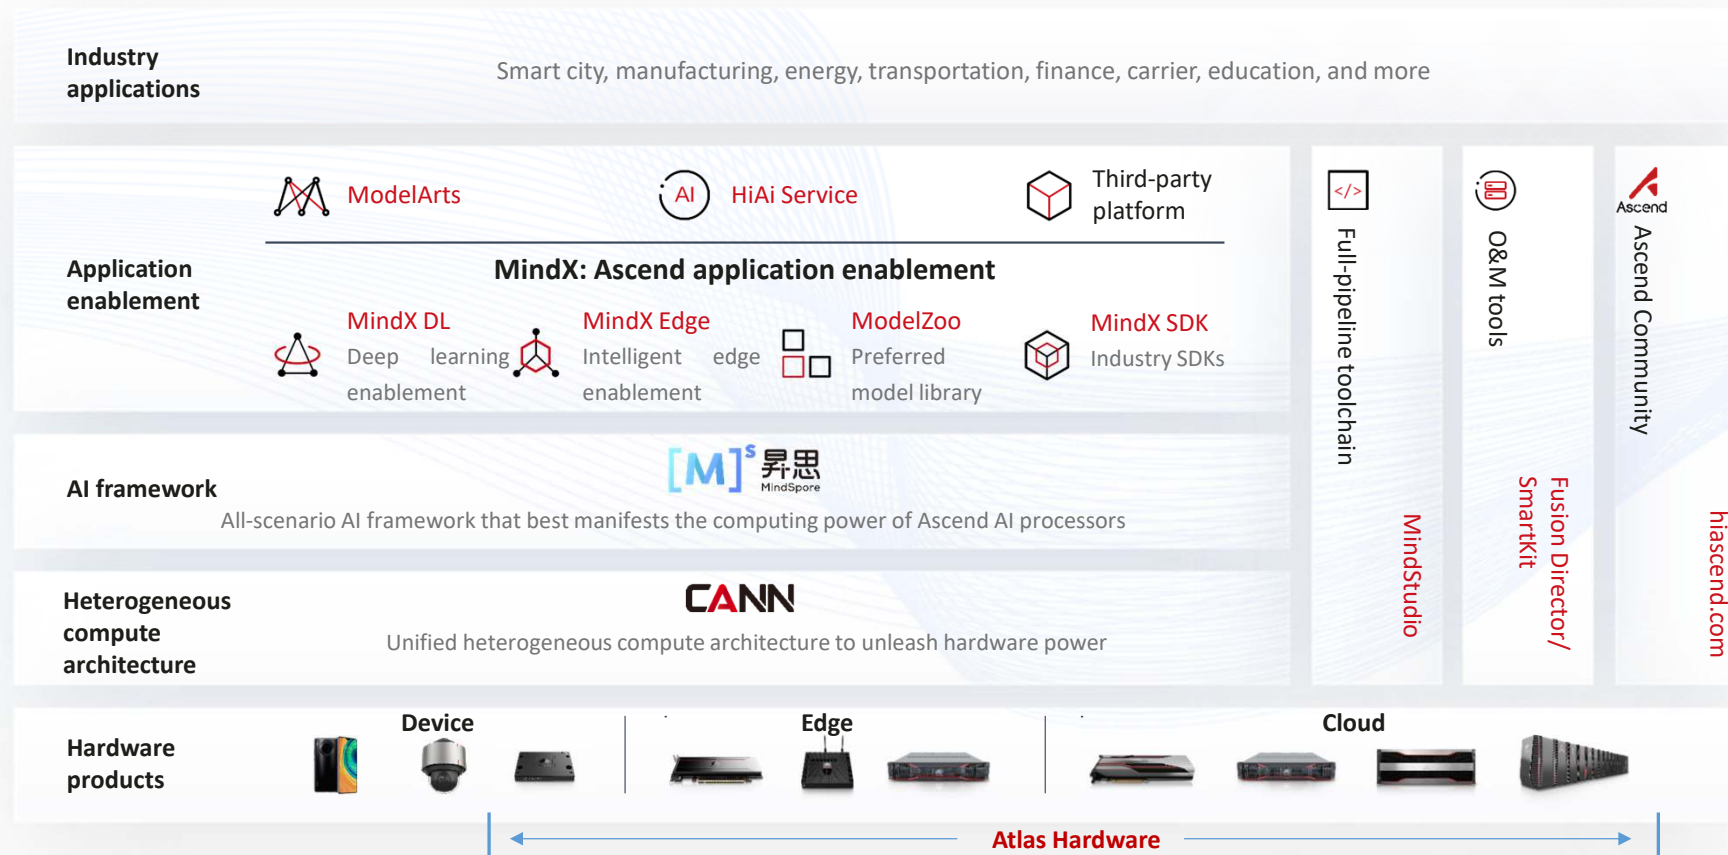 Industry
applications
Smart city, manufacturing, energy, transportation, finance, carrier, education, and more
Application
enablement
ModelArts
AI
HiAi Service
Third-party
platform
MindX: Ascend application enablement
MindX DL
Deep learning
enablement
MindX Edge
Intelligent edge
enablement
ModelZoo
Preferred
model library
MindX SDK
Industry SDKs
</>
Full-pipeline toolchain
MindStudio
O&M tools
Fusion Director/
SmartKit
Ascend
Ascend Community
hiascend.com
AI framework
[M]s 昇思
MindSpore
All-scenario AI framework that best manifests the computing power of Ascend AI processors
Heterogeneous
compute
architecture
CANN
Unified heterogeneous compute architecture to unleash hardware power
Hardware
products
Device
Edge
Cloud
Atlas Hardware